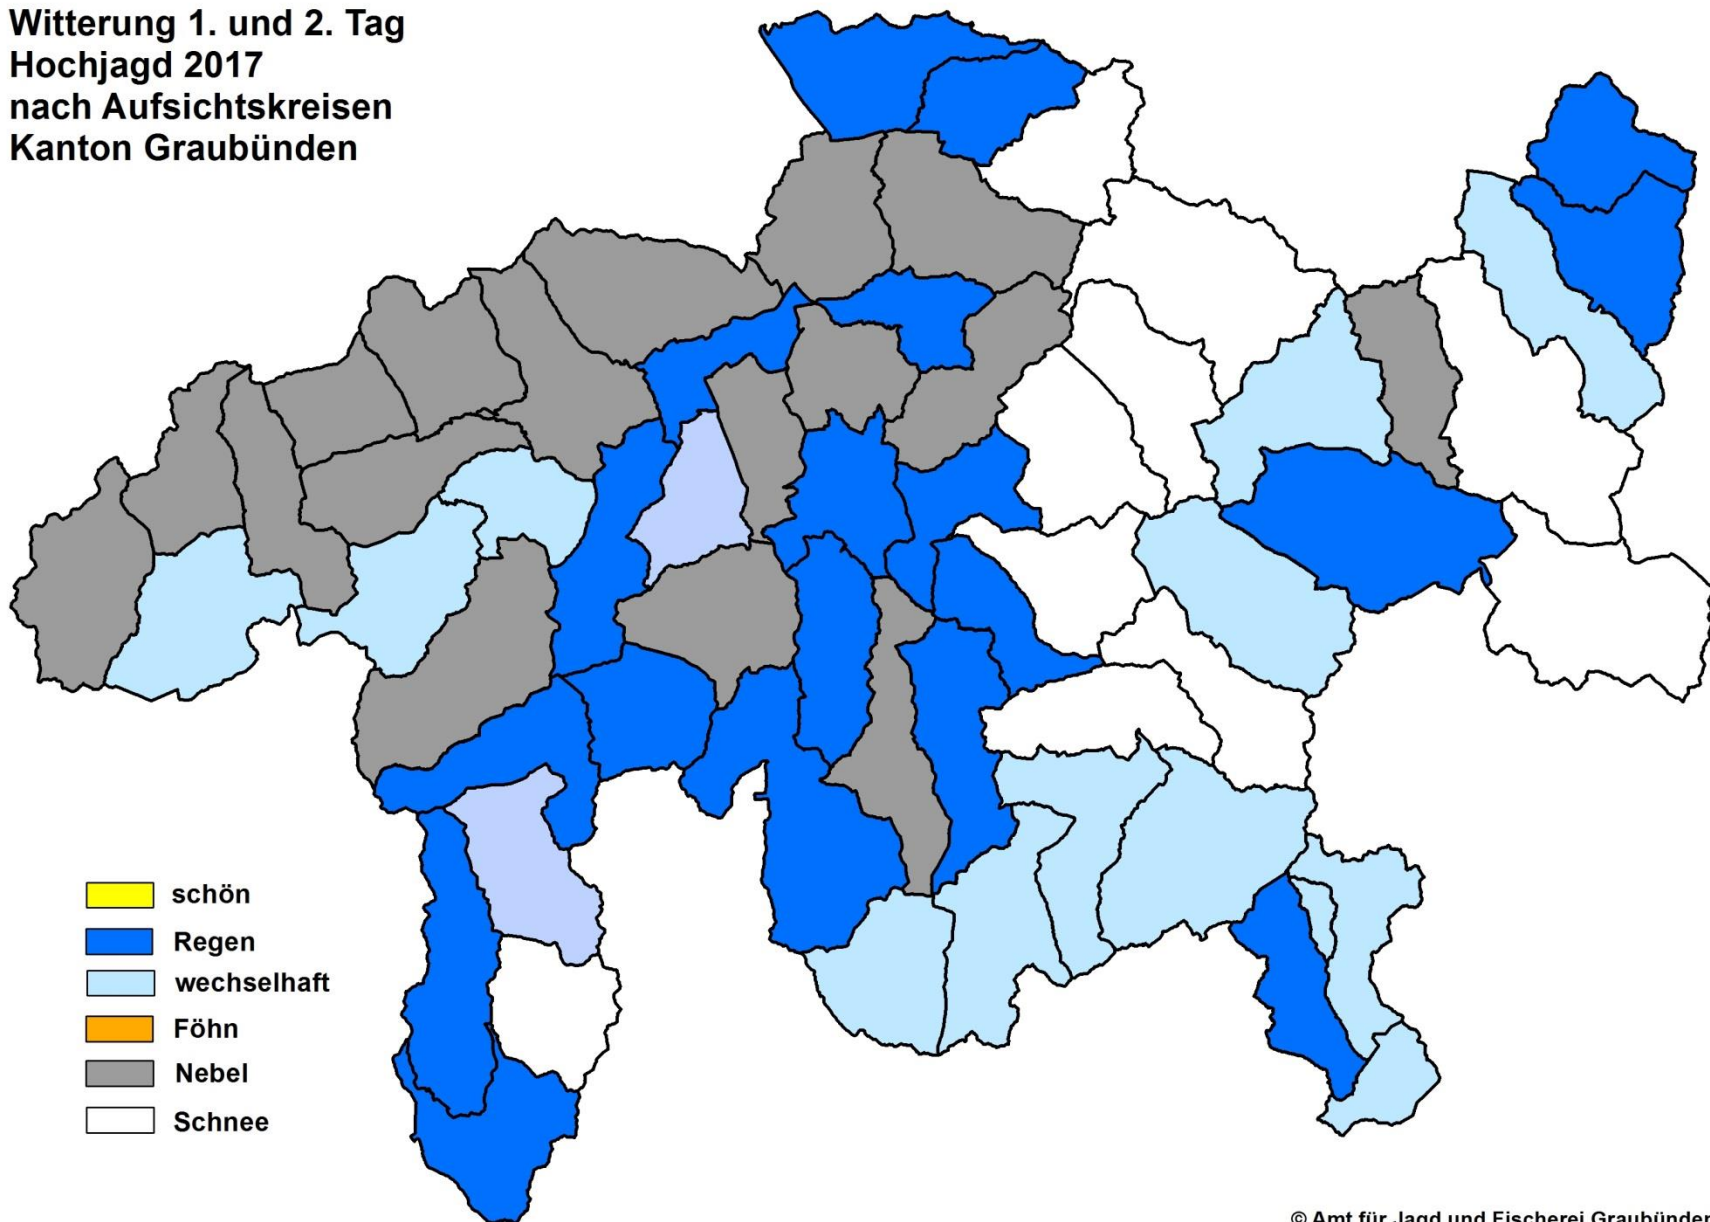 Witterung 1. und 2. Tag
Hochjagd 2017
nach Aufsichtskreisen
Kanton Graubünden
schön
Regen
wechselhaft
Föhn
Nebel
Schnee
© Amt für Jagd und Fischerei Graubünden